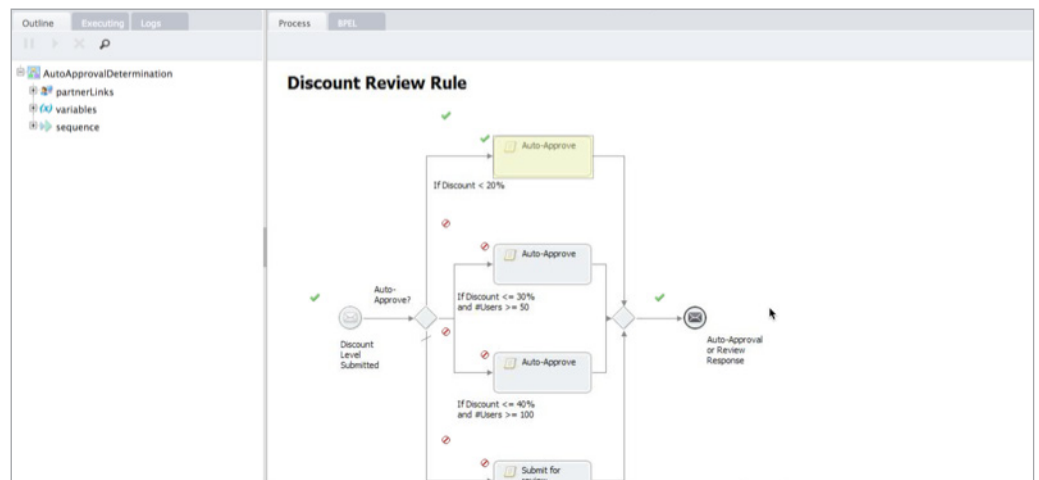 Outline
Executing
Logs
Process
BPEL
AutoApprovalDetermination
partnerLinks
(x) variables
sequence
Discount Review Rule
Auto-Approve
If Discount < 20%
Auto-Approve
Auto-
Approve?
If Discount <= 30%
and #Users >= 50
Discount
Level
Submitted
Auto-Approval
or Review
Response
Auto-Approve
If Discount <= 40%
and #Users >= 100
Submit for
review